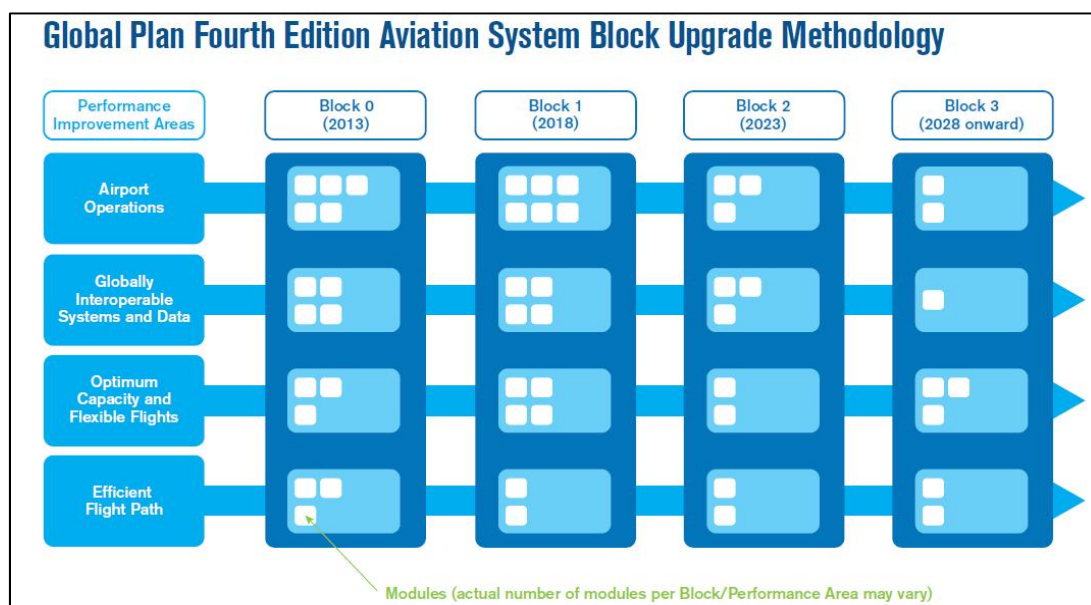 Global Plan Fourth Edition Aviation System Block Upgrade Methodology
Performance
Improvement Areas
Block 0
(2013)
Block 1
(2018)
Block 2
(2023)
Block 3
(2028 onward)
Airport
Operations
Globally
Interoperable
Systems and Data
Optimum
Capacity and
Flexible Flights
Efficient
Flight Path
Modules (actual number of modules per Block/Performance Area may vary)